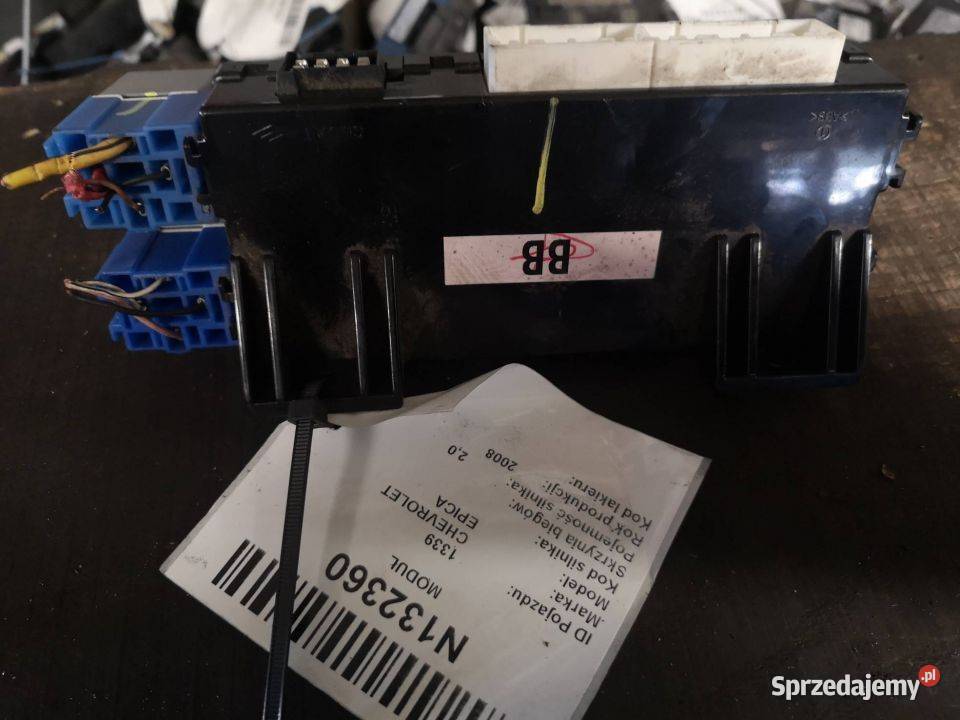 BB
N132360
MODUL
ID Pojazdu: 1339
Marka: CHEVROLET
Model: EPICA
Kod silnika:
Skrzynia biegów:
Pojemność silnika: 2,0
Rok produkcji: 2008
Kod lakieru:
>ABS<
Sprzedajemy.pl